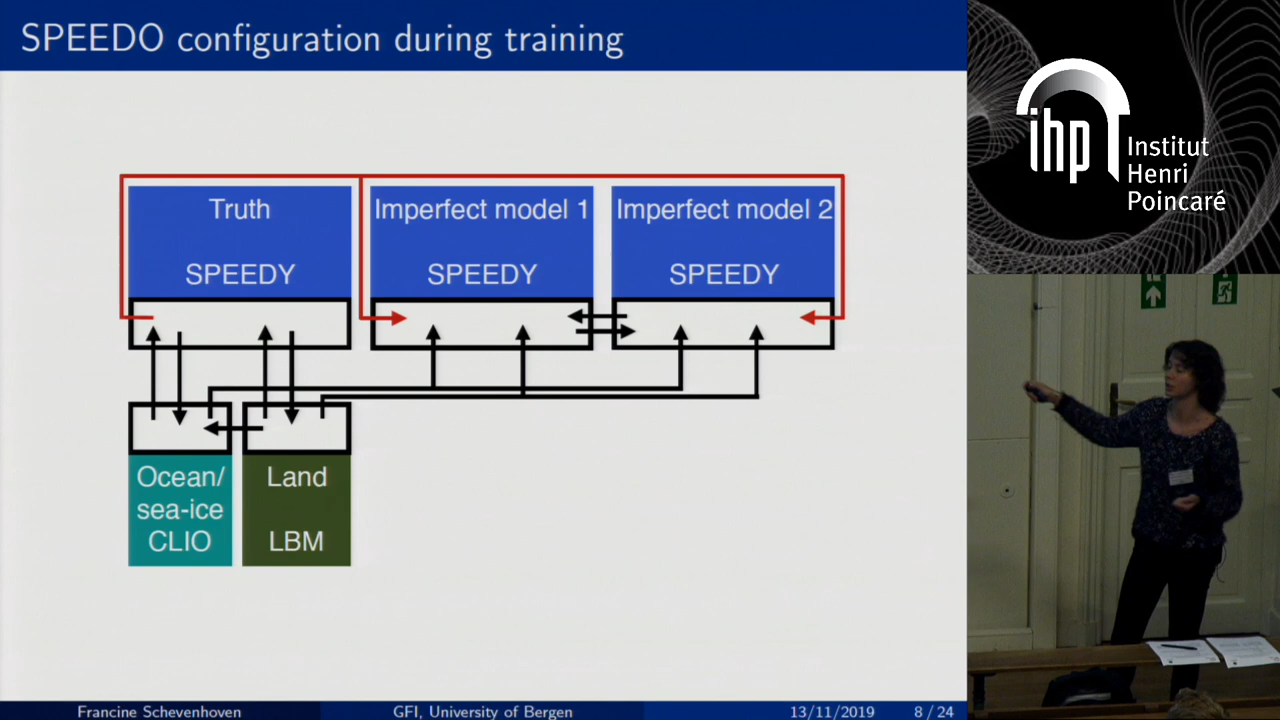 SPEEDO configuration during training
Truth
SPEEDY
Imperfect model 1
SPEEDY
Imperfect model 2
SPEEDY
Ocean/
sea-ice
CLIO
Land
LBM
Francine Schevenhoven
GFI, University of Bergen
13/11/2019
8 / 24
ihp
Institut
Henri
Poincaré